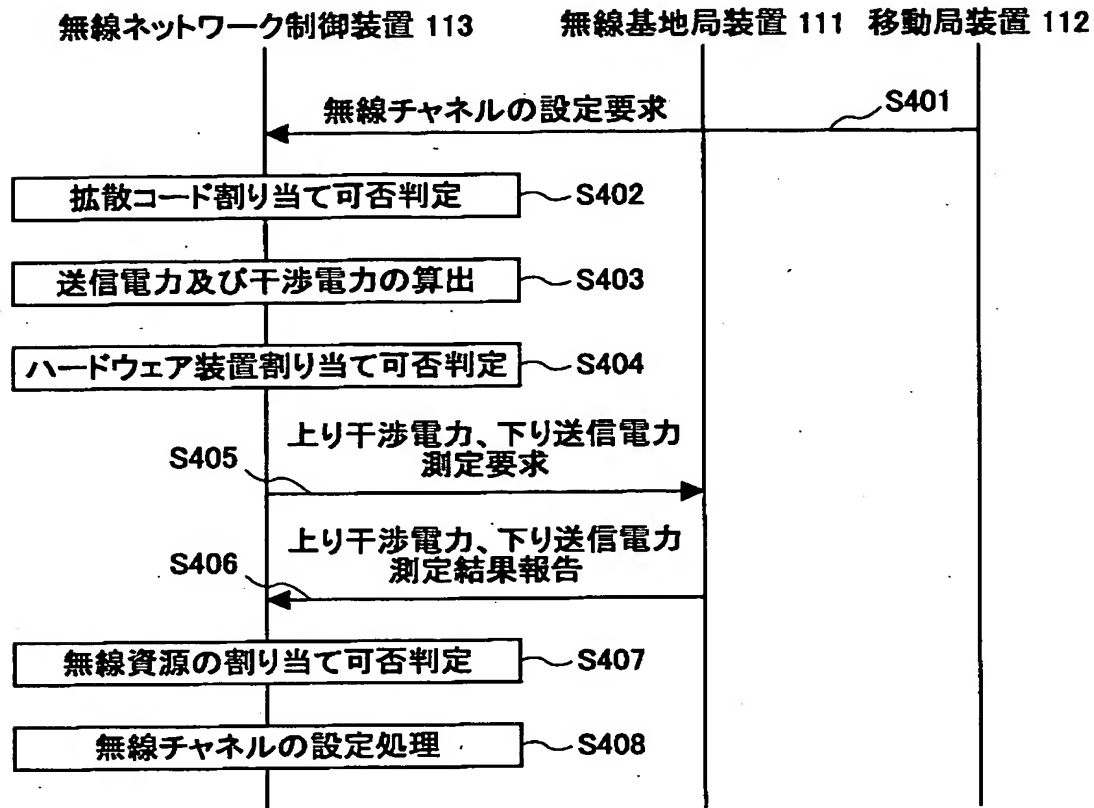 無線ネットワーク制御装置 113 無線基地局装置 111 移動局装置 112
無線チャネルの設定要求 S401
拡散コード割り当て可否判定 S402
送信電力及び干渉電力の算出 S403
ハードウェア装置割り当て可否判定 S404
上り干渉電力、下り送信電力
S405 測定要求
上り干渉電力、下り送信電力
S406 測定結果報告
無線資源の割り当て可否判定 S407
無線チャネルの設定処理 S408